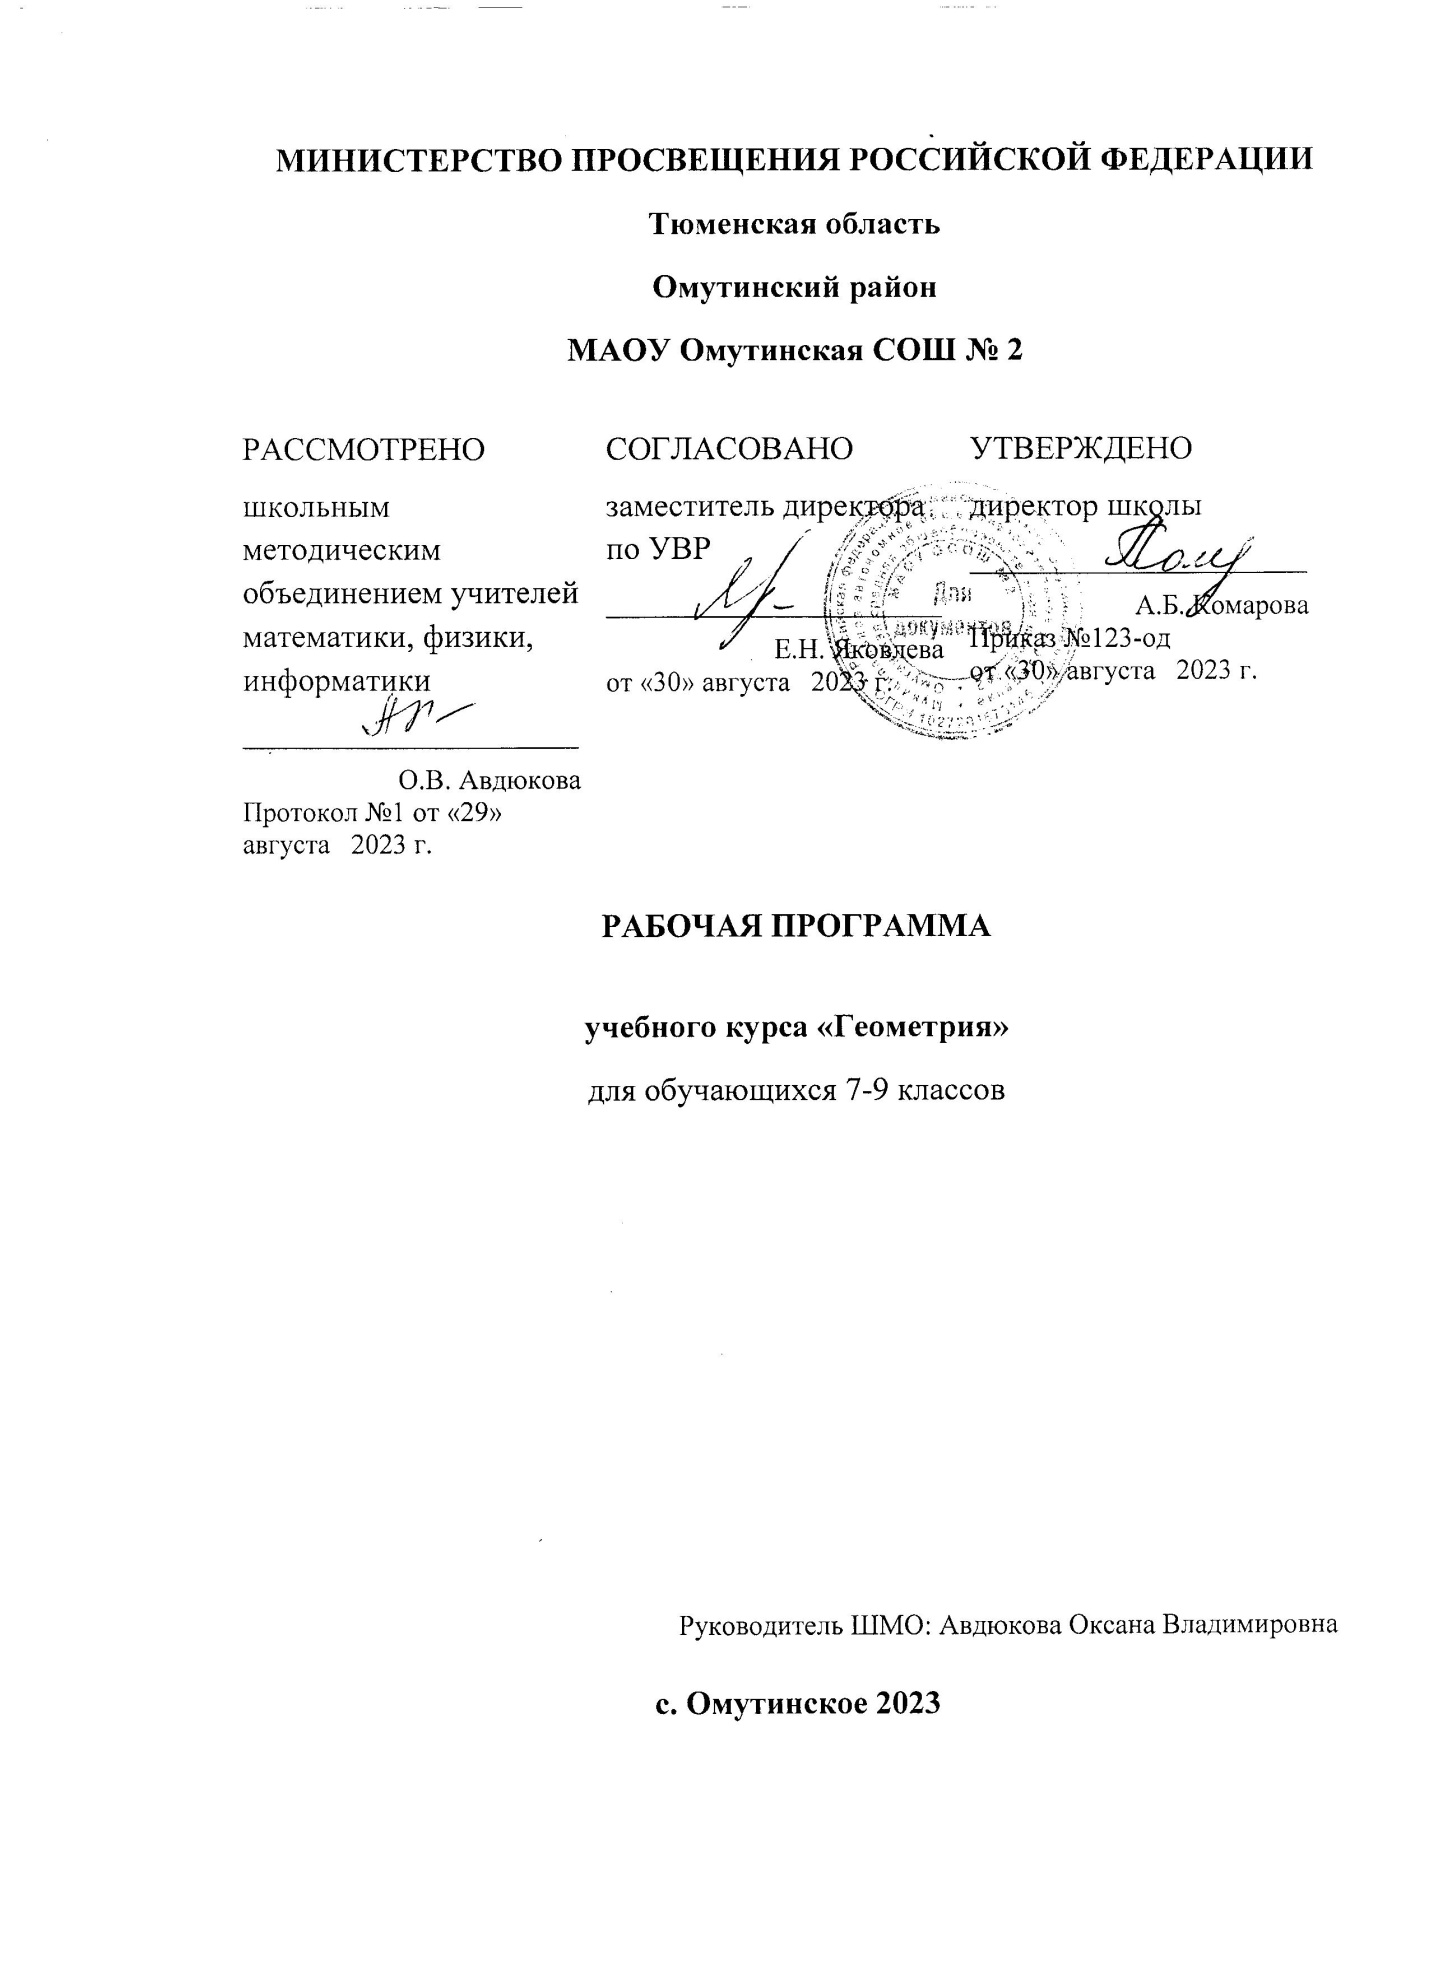 МИНИСТЕРСТВО ПРОСВЕЩЕНИЯ РОССИЙСКОЙ ФЕДЕРАЦИИ
Тюменская область
Омутинский район
МАОУ Омутинская СОШ № 2
РАССМОТРЕНО
школьным
методическим
объединением учителей
математики, физики,
информатики
О.В. Авдюкова
Протокол №1 от «29»
августа 2023 г.
СОГЛАСОВАНО
заместитель директора
по УВР
Е.Н. Яковлева
от «30» августа 2023 г.
УТВЕРЖДЕНО
директор школы
А.Б. Комарова
Приказ №123-од
от «30» августа 2023 г.
Для
документов
РАБОЧАЯ ПРОГРАММА
учебного курса «Геометрия»
для обучающихся 7-9 классов
Руководитель ШМО: Авдюкова Оксана Владимировна
с. Омутинское 2023